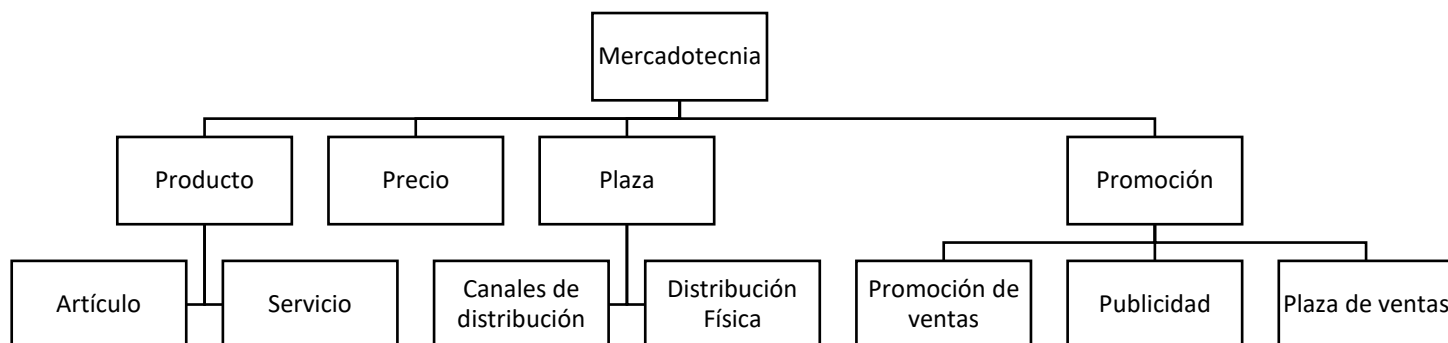 Mercadotecnia
Producto
Precio
Plaza
Promoción
Artículo
Servicio
Canales de
distribución
Distribución
Física
Promoción de
ventas
Publicidad
Plaza de ventas